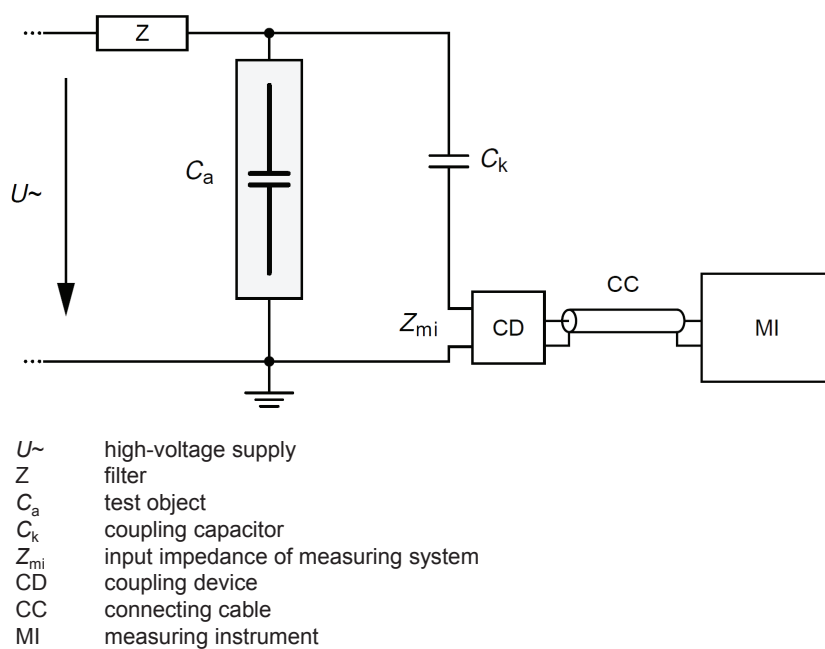 ... Z
U~
Ca
Ck
Zmi
CD
CC
MI
...
U~ high-voltage supply
Z filter
Ca test object
Ck coupling capacitor
Zmi input impedance of measuring system
CD coupling device
CC connecting cable
MI measuring instrument